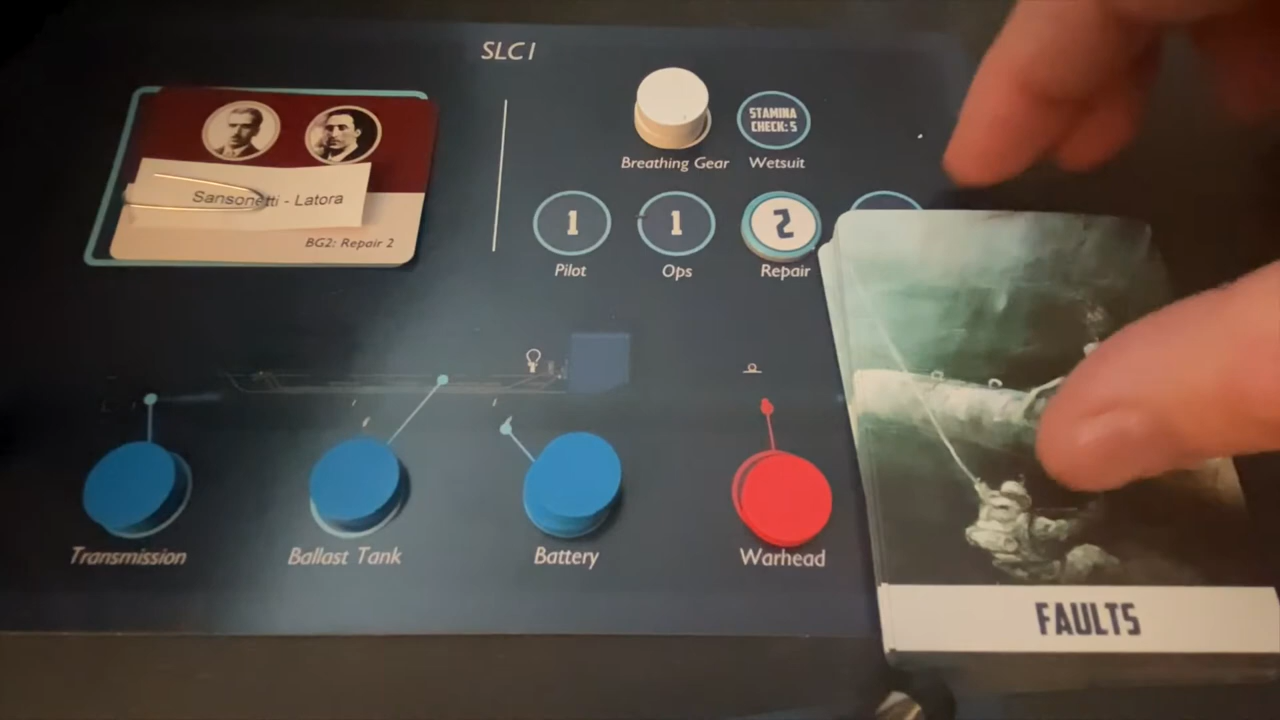 SLC1
STAMINA
CHECK: 5
Breathing Gear
Wetsuit
Sansonetti - Latora
BG2: Repair 2
1
1
2
Pilot
Ops
Repair
Transmission
Ballast Tank
Battery
Warhead
FAULTS